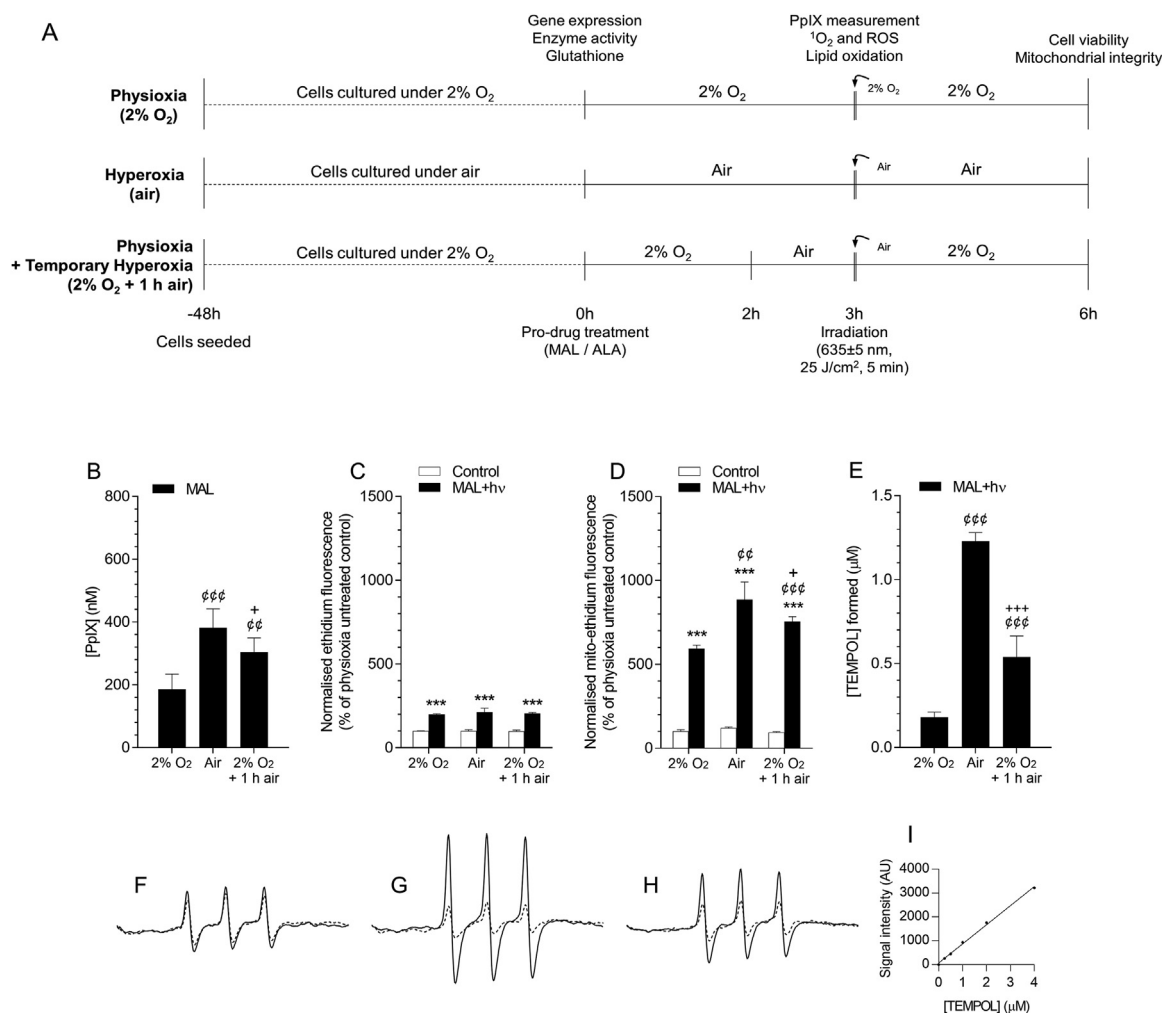 A
Gene expression
Enzyme activity
Glutathione
PpIX measurement
¹O₂ and ROS
Lipid oxidation
Cell viability
Mitochondrial integrity
Physioxia
(2% O₂)
Cells cultured under 2% O₂
2% O₂
2% O₂
2% O₂
Hyperoxia
(air)
Cells cultured under air
Air
Air
Air
Physioxia
+ Temporary Hyperoxia
(2% O₂ + 1 h air)
Cells cultured under 2% O₂
2% O₂
Air
Air
2% O₂
-48h
0h
2h
3h
6h
Cells seeded
Pro-drug treatment
(MAL / ALA)
Irradiation
(635±5 nm,
25 J/cm², 5 min)
B
MAL
[PpIX] (nM)
800
600
400
200
0
¢¢¢
+
¢¢
2% O₂
Air
2% O₂
+ 1 h air
C
Control
MAL+hν
Normalised ethidium fluorescence
(% of physioxia untreated control)
1500
1000
500
0
***
***
***
2% O₂
Air
2% O₂
+ 1 h air
D
Control
MAL+hν
Normalised mito-ethidium fluorescence
(% of physioxia untreated control)
1500
1000
500
0
***
¢¢
***
+
¢¢¢
***
2% O₂
Air
2% O₂
+ 1 h air
E
MAL+hν
[TEMPOL] formed (μM)
1.5
1.2
0.9
0.6
0.3
0.0
¢¢¢
+++
¢¢¢
2% O₂
Air
2% O₂
+ 1 h air
F
G
H
I
Signal intensity (AU)
4000
3000
2000
1000
0
0
1
2
3
4
[TEMPOL] (μM)